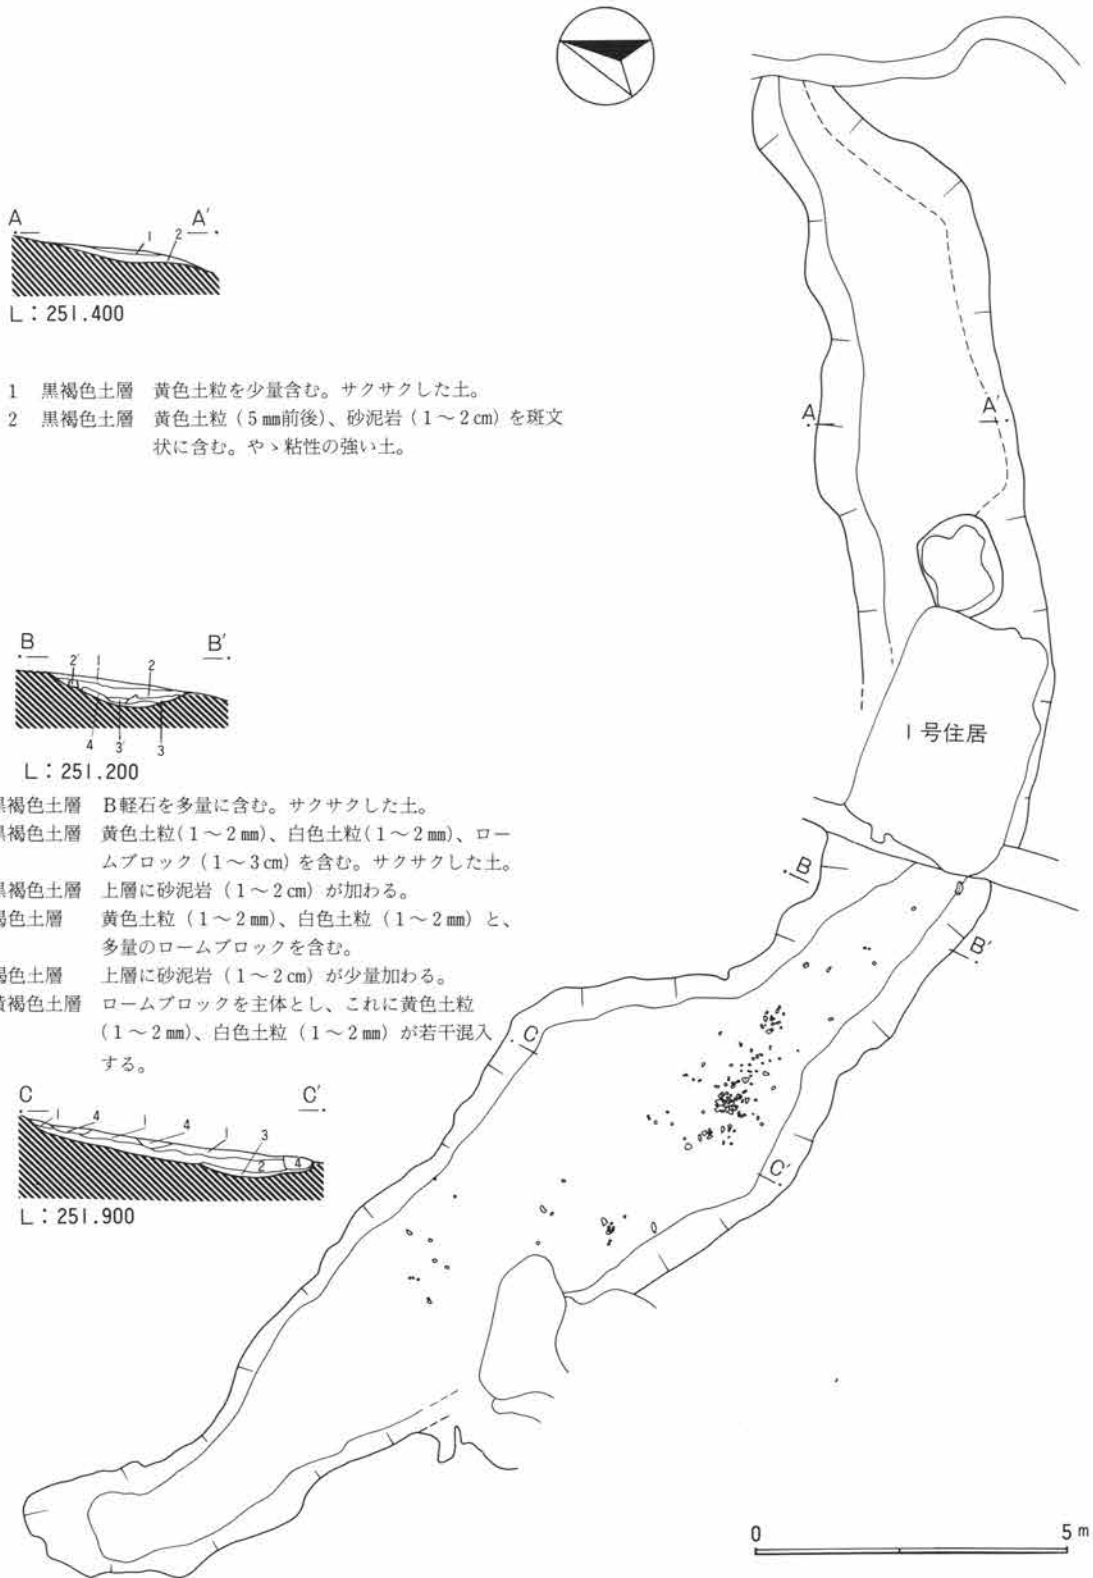 A A′
1 2
L：251.400
1 黒褐色土層 黄色土粒を少量含む。サクサクした土。
2 黒褐色土層 黄色土粒（5㎜前後）、砂泥岩（1～2㎝）を斑文
状に含む。やゝ粘性の強い土。
A A′
B B′
2′ 1 2
4 3′ 3
L：251.200
1号住居
黒褐色土層 B軽石を多量に含む。サクサクした土。
黒褐色土層 黄色土粒（1～2㎜）、白色土粒（1～2㎜）、ロー
ムブロック（1～3㎝）を含む。サクサクした土。
黒褐色土層 上層に砂泥岩（1～2㎝）が加わる。
褐色土層 黄色土粒（1～2㎜）、白色土粒（1～2㎜）と、
多量のロームブロックを含む。
褐色土層 上層に砂泥岩（1～2㎝）が少量加わる。
黄褐色土層 ロームブロックを主体とし、これに黄色土粒
（1～2㎜）、白色土粒（1～2㎜）が若干混入
する。
B
B′
C
C′
C C′
1 4 1 4 1 3
2 4
L：251.900
0 5m